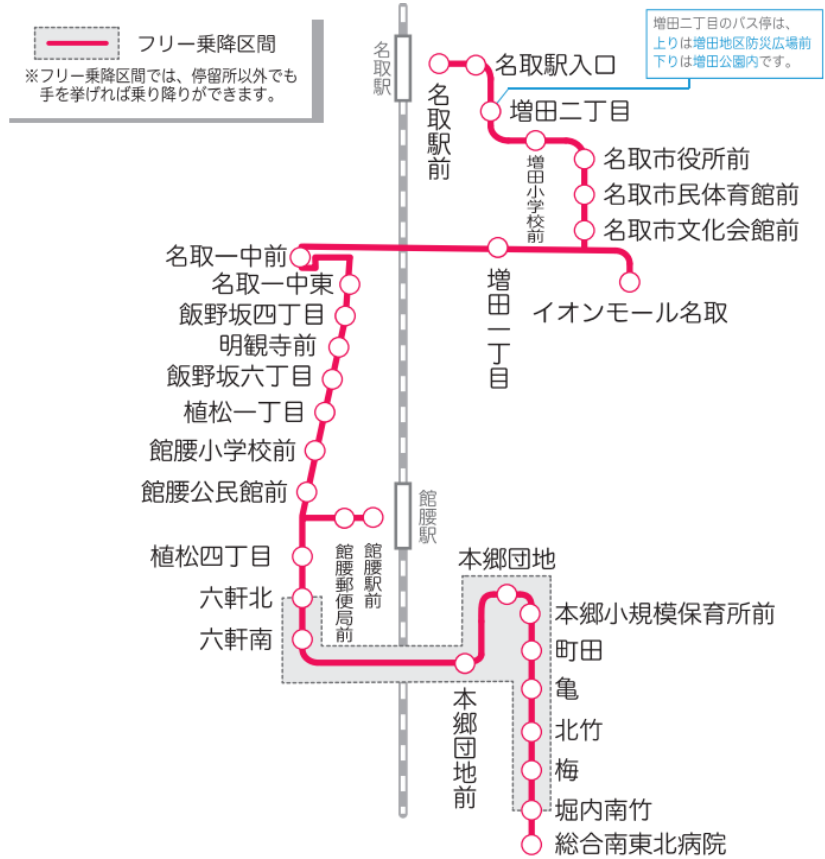 フリー乗降区間
※フリー乗降区間では、停留所以外でも
手を挙げれば乗り降りができます。
増田二丁目のバス停は、
上りは増田地区防災広場前
下りは増田公園内です。
名取駅
名取駅前
名取駅入口
増田二丁目
増田小学校前
名取市役所前
名取市民体育館前
名取市文化会館前
イオンモール名取
増田一丁目
名取一中前
名取一中東
飯野坂四丁目
明観寺前
飯野坂六丁目
植松一丁目
館腰小学校前
館腰公民館前
館腰郵便局前
館腰駅前
館腰駅
植松四丁目
六軒北
六軒南
本郷団地前
本郷団地
本郷小規模保育所前
町田
亀
北竹
梅
堀内南竹
総合南東北病院